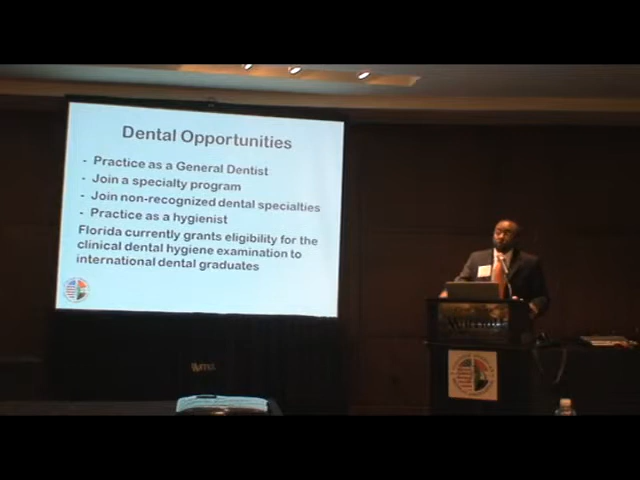 Dental Opportunities
- Practice as a General Dentist
- Join a specialty program
- Join non-recognized dental specialties
- Practice as a hygienist
Florida currently grants eligibility for the
clinical dental hygiene examination to
international dental graduates